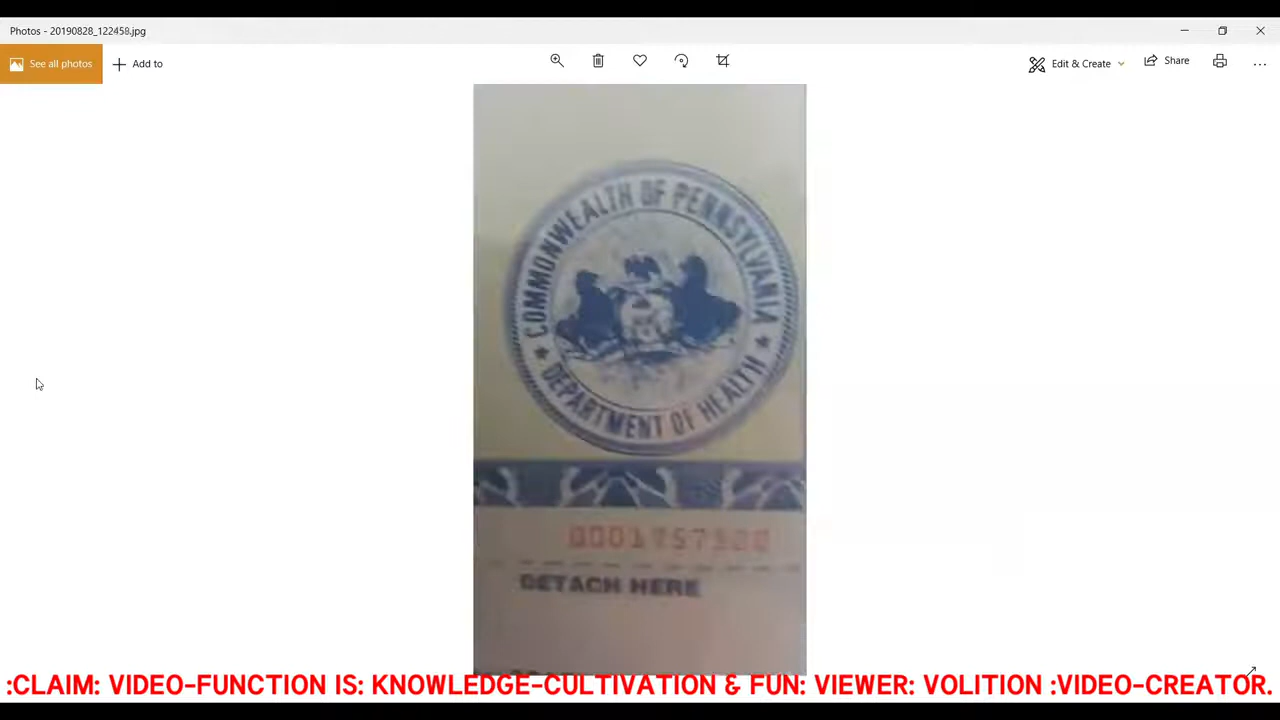 Photos - 20190828_122458.jpg
See all photos
Add to
Edit & Create
Share
COMMONWEALTH OF PENNSYLVANIA
DEPARTMENT OF HEALTH
DETACH HERE
:CLAIM: VIDEO-FUNCTION IS: KNOWLEDGE-CULTIVATION & FUN: VIEWER: VOLITION :VIDEO-CREATOR.